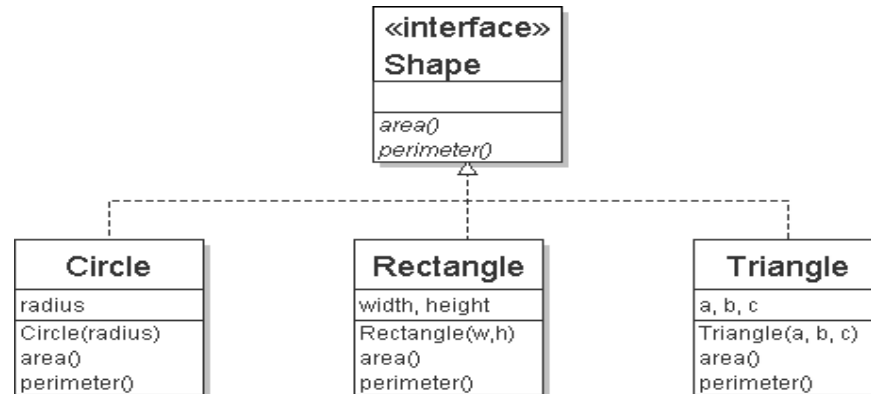 «interface»
Shape
area()
perimeter()
Circle
radius
Circle(radius)
area()
perimeter()
Rectangle
width, height
Rectangle(w,h)
area()
perimeter()
Triangle
a, b, c
Triangle(a, b, c)
area()
perimeter()